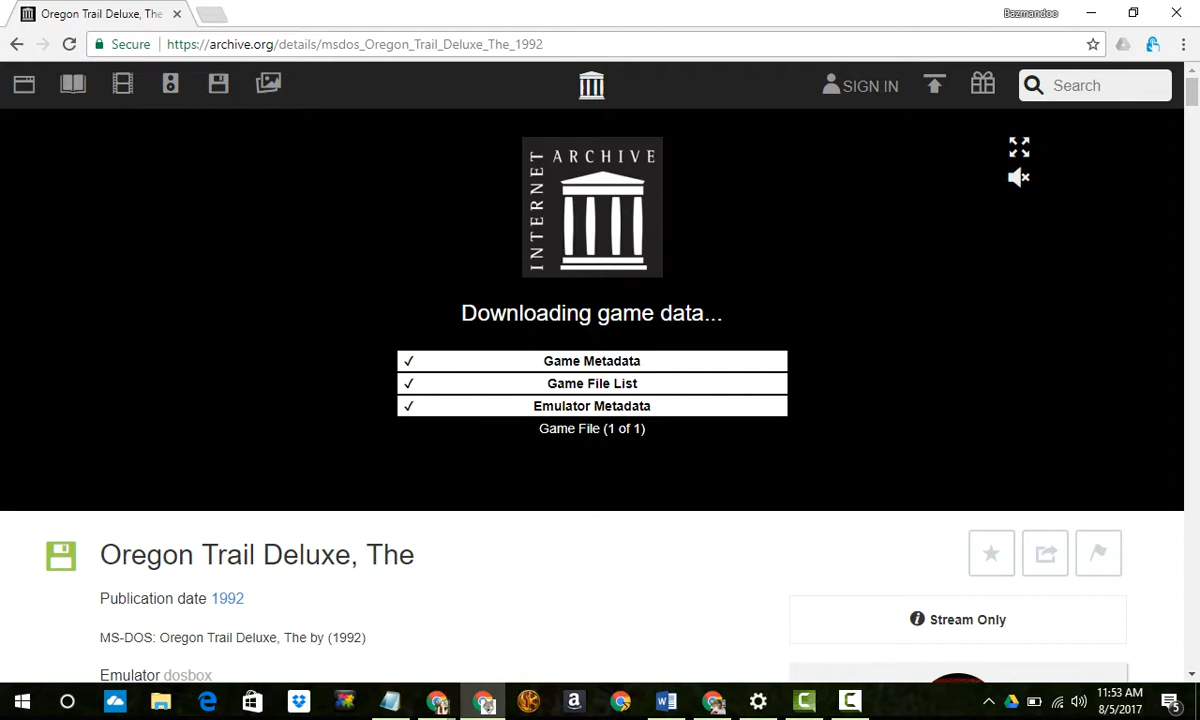 Oregon Trail Deluxe, The
Bazmandoo
Secure
https://archive.org/details/msdos_Oregon_Trail_Deluxe_The_1992
SIGN IN
Search
INTERNET ARCHIVE
Downloading game data...
✓ Game Metadata
✓ Game File List
✓ Emulator Metadata
Game File (1 of 1)
Oregon Trail Deluxe, The
Publication date 1992
Stream Only
MS-DOS: Oregon Trail Deluxe, The by (1992)
Emulator dosbox
11:53 AM
8/5/2017
5